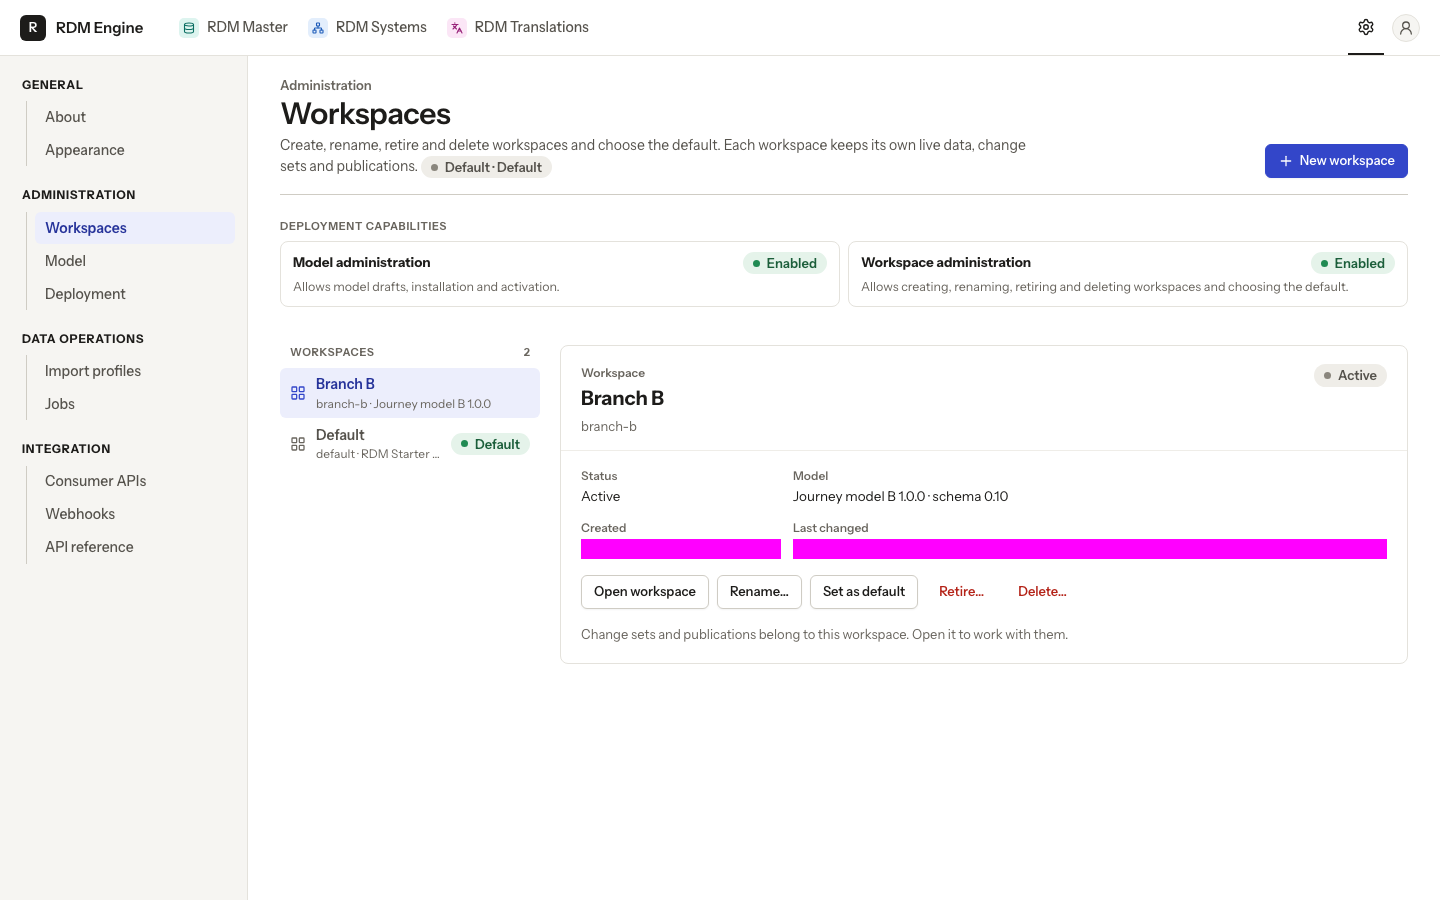 R RDM Engine RDM Master RDM Systems RDM Translations
GENERAL
About
Appearance
ADMINISTRATION
Workspaces
Model
Deployment
DATA OPERATIONS
Import profiles
Jobs
INTEGRATION
Consumer APIs
Webhooks
API reference
Administration
Workspaces
Create, rename, retire and delete workspaces and choose the default. Each workspace keeps its own live data, change
sets and publications. Default · Default
New workspace
DEPLOYMENT CAPABILITIES
Model administration Enabled
Allows model drafts, installation and activation.
Workspace administration Enabled
Allows creating, renaming, retiring and deleting workspaces and choosing the default.
WORKSPACES 2
Branch B
branch-b · Journey model B 1.0.0
Default
default · RDM Starter ...
Default
Workspace
Active
Branch B
branch-b
Status Model
Active Journey model B 1.0.0 · schema 0.10
Created Last changed
Open workspace Rename... Set as default Retire... Delete...
Change sets and publications belong to this workspace. Open it to work with them.